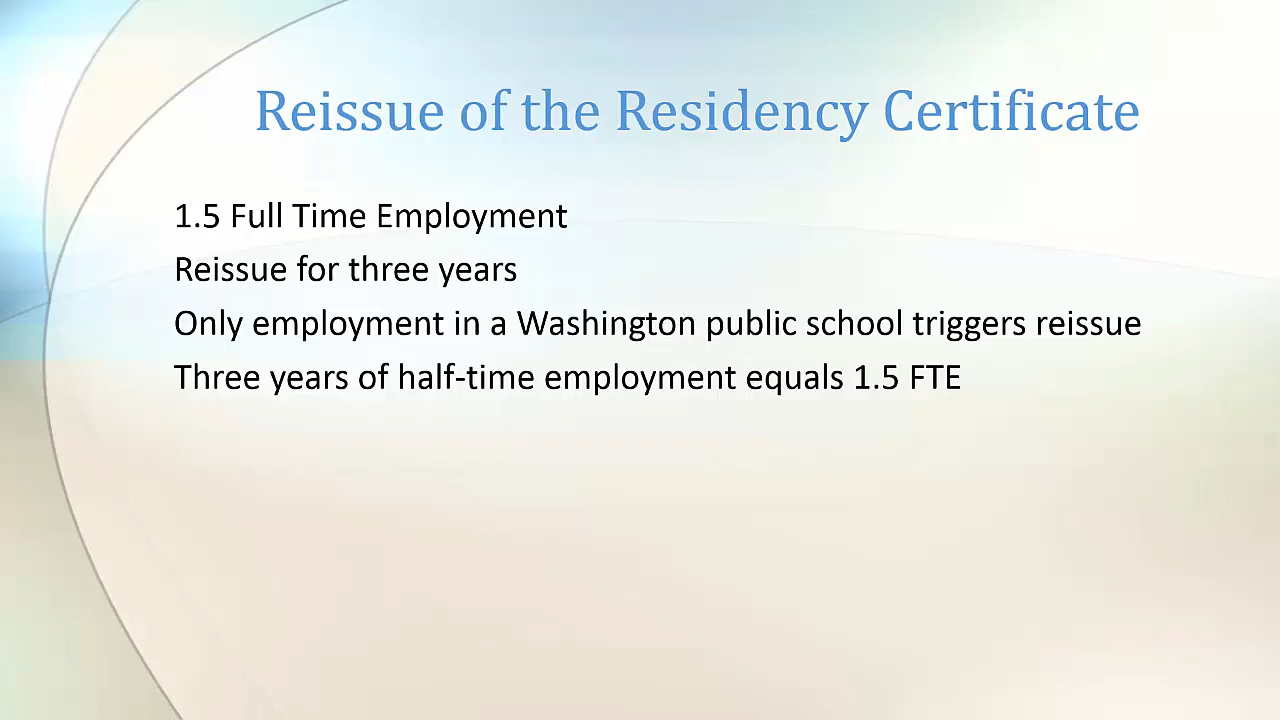 Reissue of the Residency Certificate
1.5 Full Time Employment
Reissue for three years
Only employment in a Washington public school triggers reissue
Three years of half-time employment equals 1.5 FTE